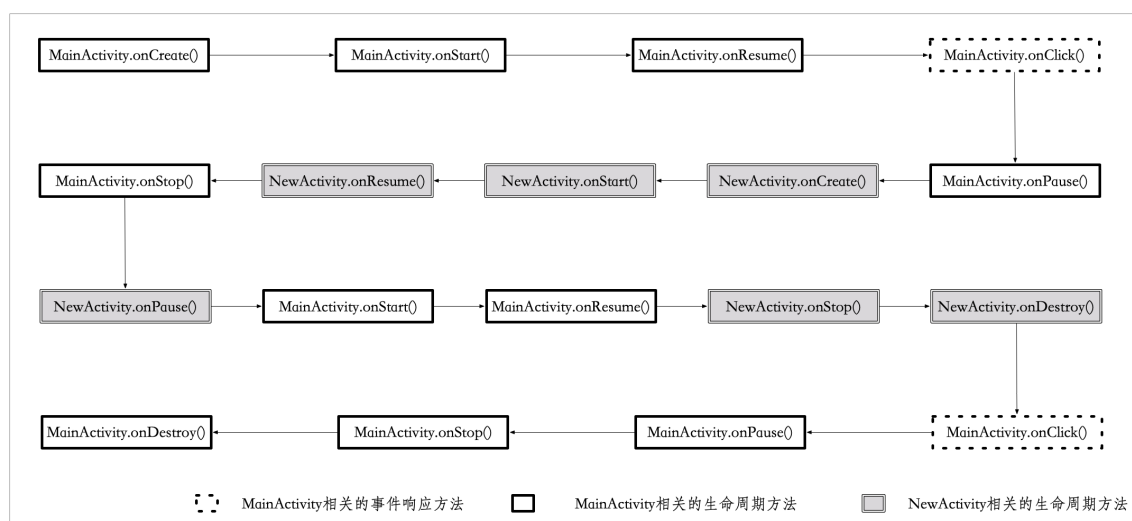 MainActivity.onCreate()
MainActivity.onStart()
MainActivity.onResume()
MainActivity.onClick()
MainActivity.onPause()
NewActivity.onCreate()
NewActivity.onStart()
NewActivity.onResume()
MainActivity.onStop()
NewActivity.onPause()
MainActivity.onStart()
MainActivity.onResume()
NewActivity.onStop()
NewActivity.onDestroy()
MainActivity.onClick()
MainActivity.onPause()
MainActivity.onStop()
MainActivity.onDestroy()
MainActivity相关的事件响应方法
MainActivity相关的生命周期方法
NewActivity相关的生命周期方法